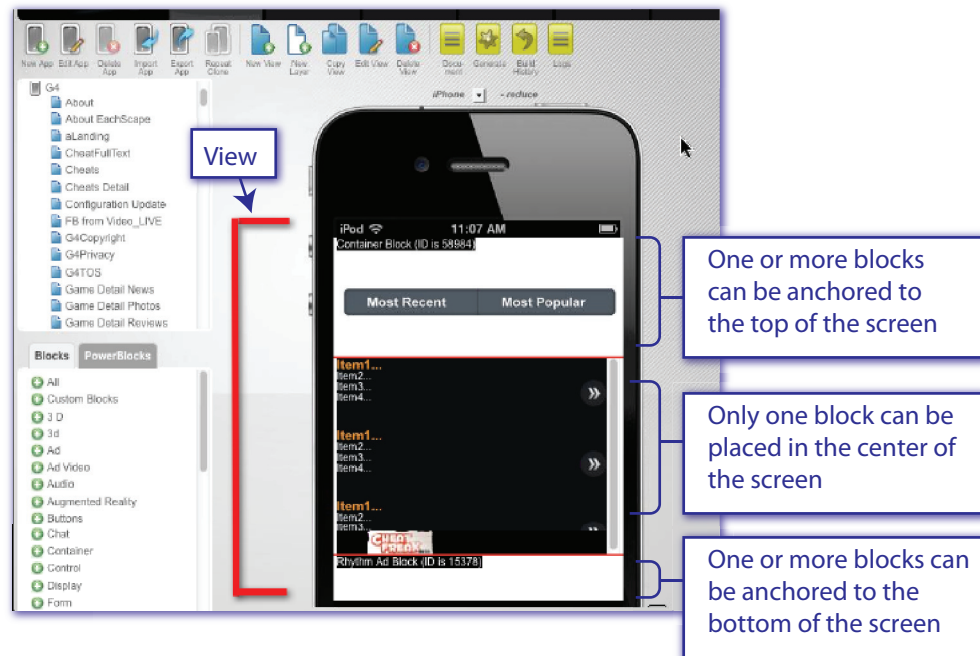 New App Edit App Delete App Import App Export App Repeat Clone New View New Layer Copy View Edit View Delete View Docu-ment Generate Build History Logs
iPhone - reduce
G4
About
About EachScape
aLanding
CheatFullText
Cheats
Cheats Detail
Configuration Update
FB from Video_LIVE
G4Copyright
G4Privacy
G4TOS
Game Detail News
Game Detail Photos
Game Detail Reviews
Blocks PowerBlocks
All
Custom Blocks
3 D
3d
Ad
Ad Video
Audio
Augmented Reality
Buttons
Chat
Container
Control
Display
Form
View
iPod 11:07 AM
Container Block (ID is 58984)
Most Recent Most Popular
Item1...
Item2...
Item3...
Item4...
Item1...
Item2...
Item3...
Item4...
Item1...
Item2...
Item3...
CHEAT
FREAK
Rhythm Ad Block (ID is 15378)
One or more blocks
can be anchored to
the top of the screen
Only one block can be
placed in the center of
the screen
One or more blocks can
be anchored to the
bottom of the screen